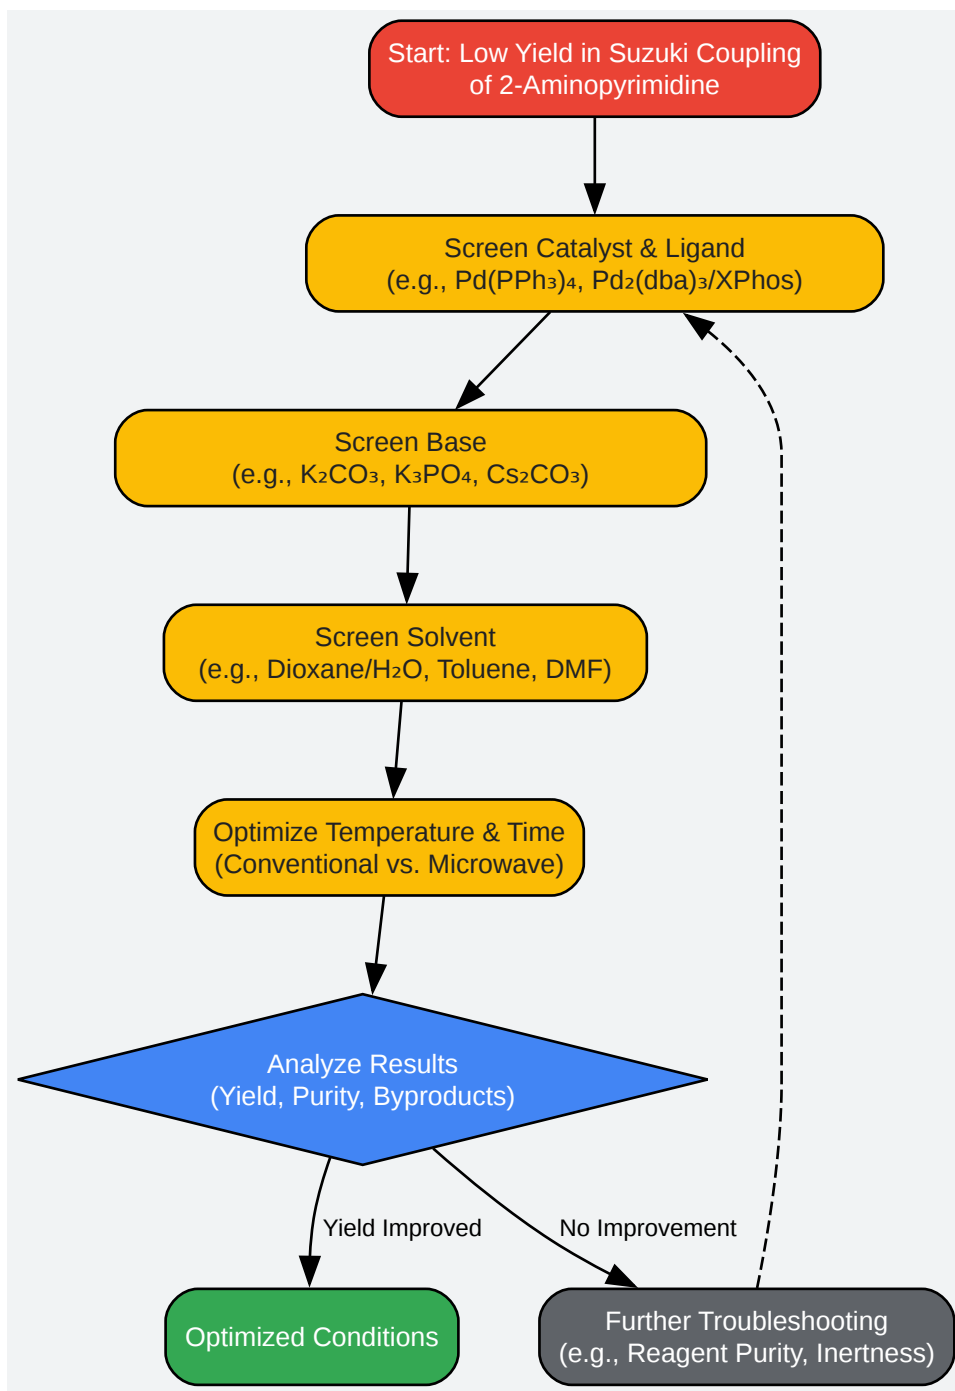 Start: Low Yield in Suzuki Coupling
of 2-Aminopyrimidine
Screen Catalyst & Ligand
(e.g., Pd(PPh₃)₄, Pd₂(dba)₃/XPhos)
Screen Base
(e.g., K₂CO₃, K₃PO₄, Cs₂CO₃)
Screen Solvent
(e.g., Dioxane/H₂O, Toluene, DMF)
Optimize Temperature & Time
(Conventional vs. Microwave)
Analyze Results
(Yield, Purity, Byproducts)
Yield Improved
No Improvement
Optimized Conditions
Further Troubleshooting
(e.g., Reagent Purity, Inertness)